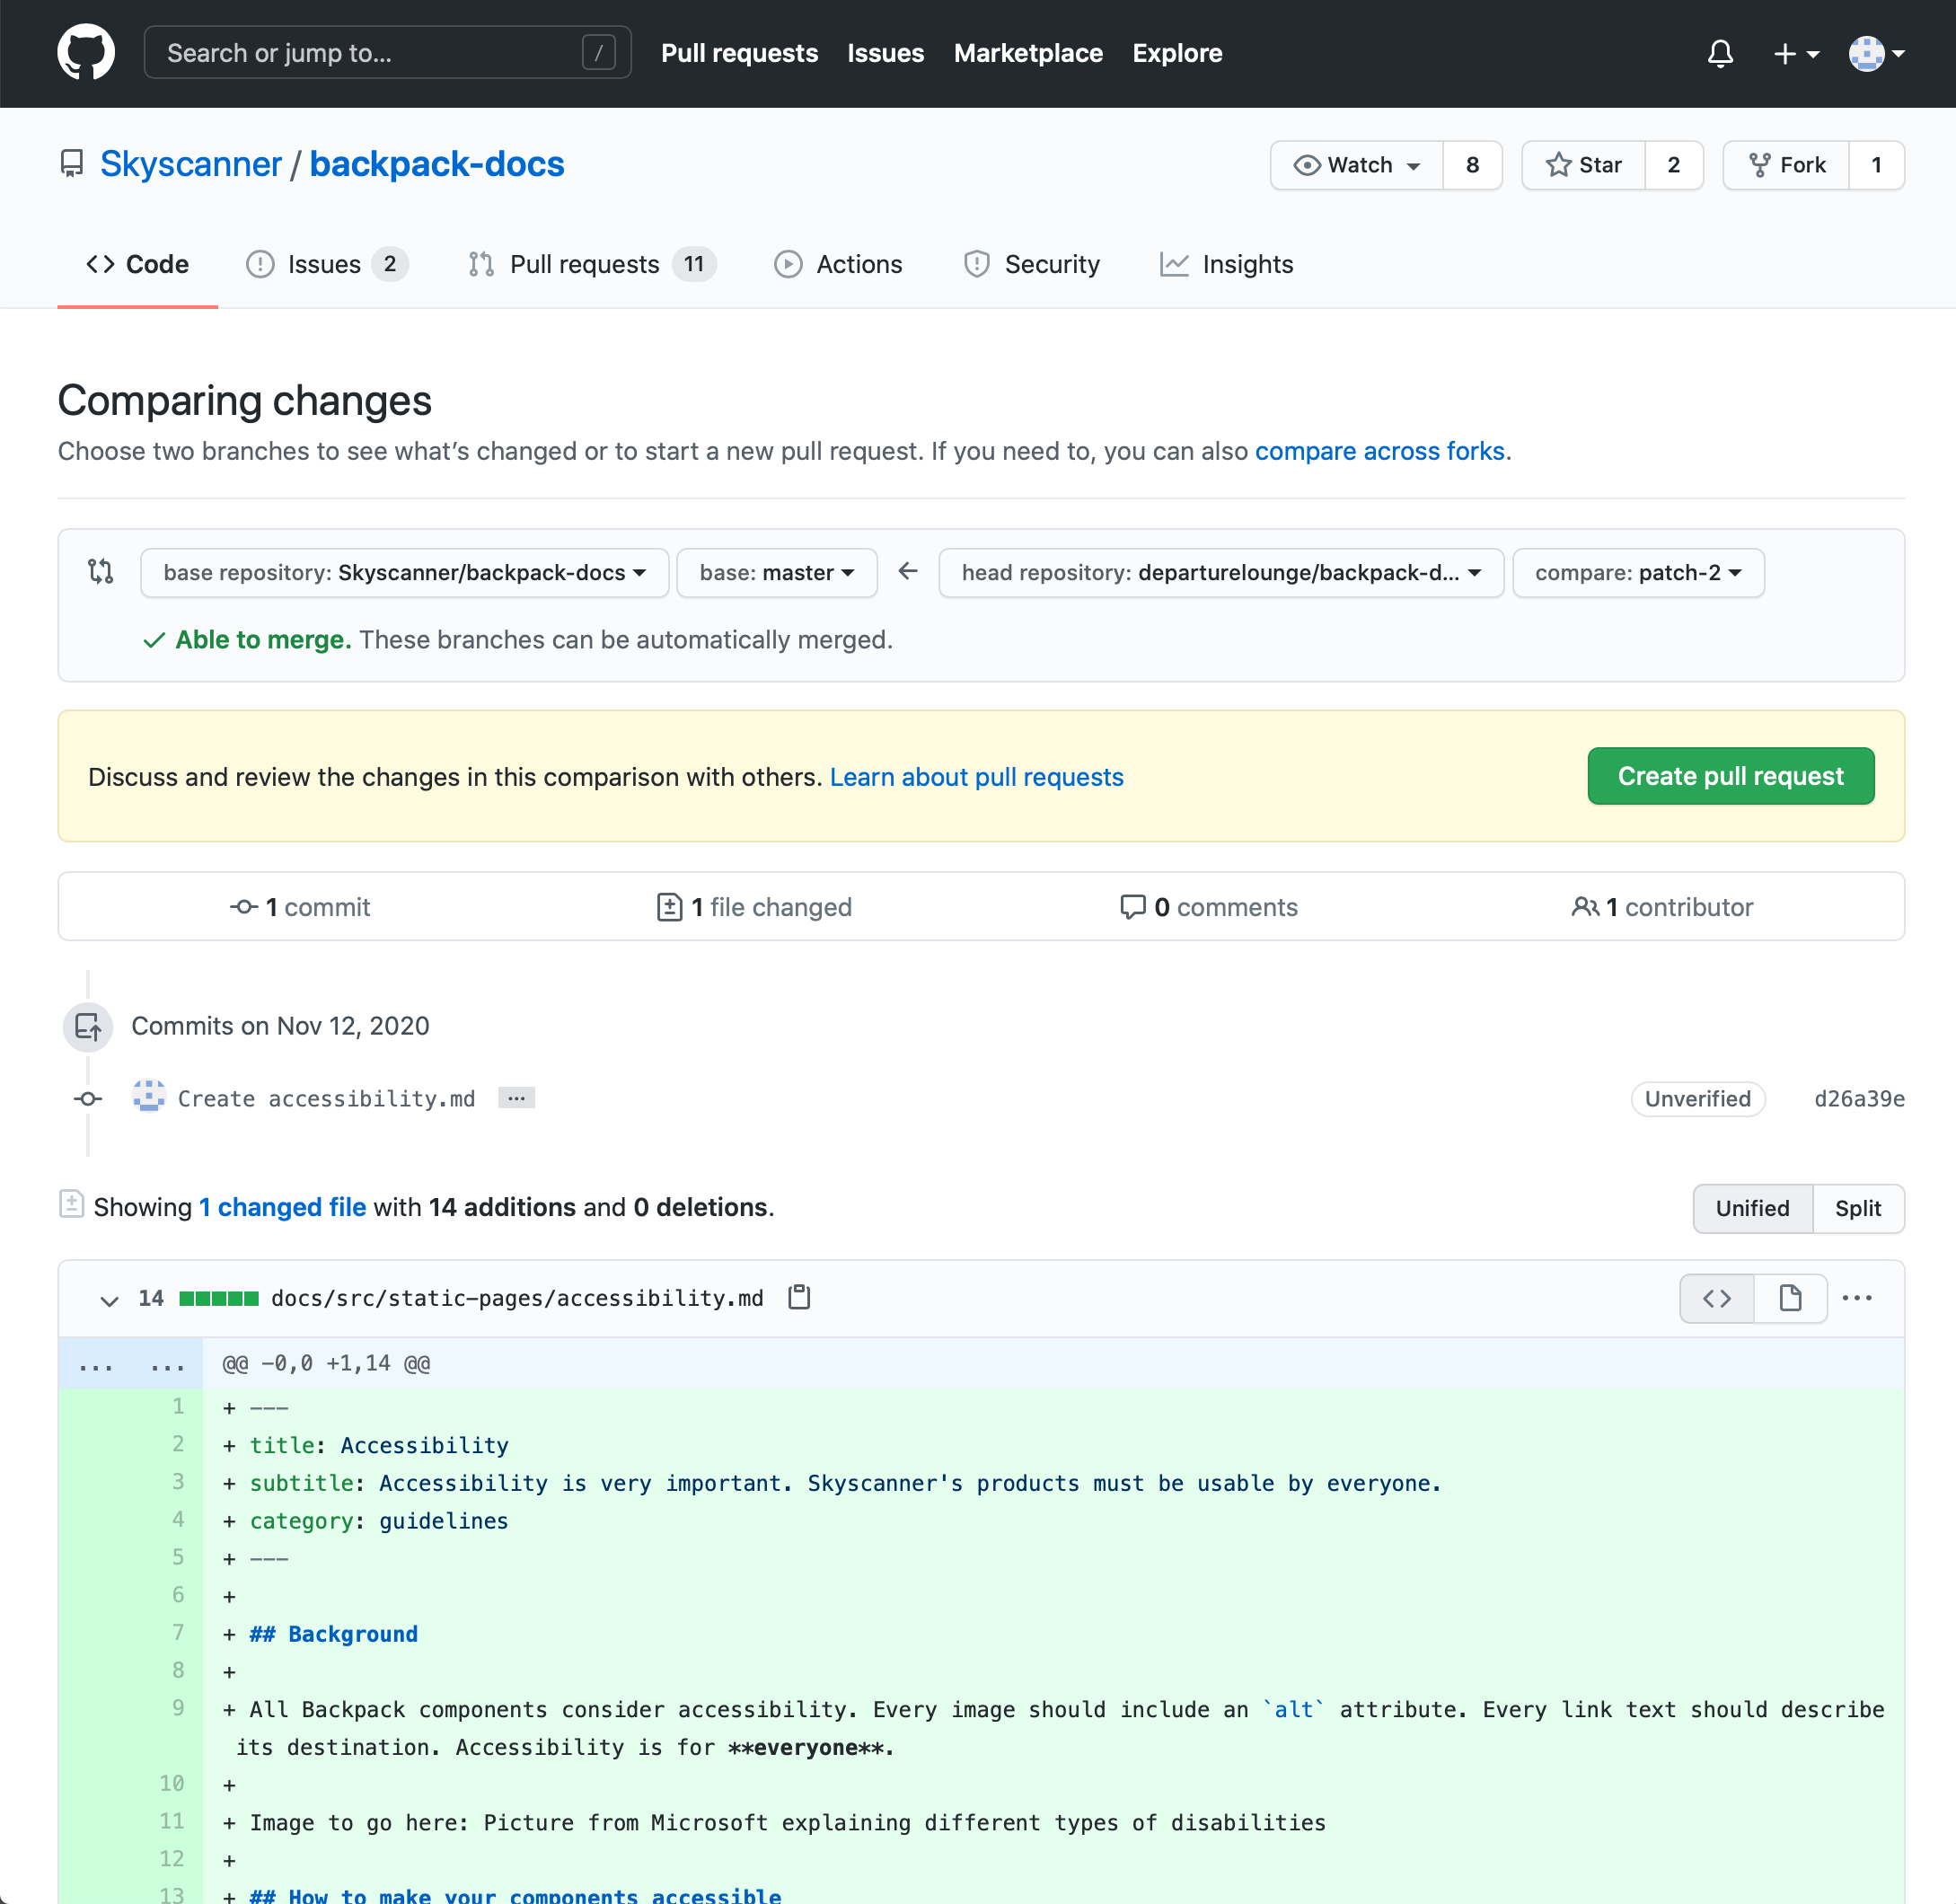 Search or jump to... / Pull requests Issues Marketplace Explore
Skyscanner / backpack-docs Watch 8 Star 2 Fork 1
Code Issues 2 Pull requests 11 Actions Security Insights
Comparing changes
Choose two branches to see what’s changed or to start a new pull request. If you need to, you can also compare across forks.
base repository: Skyscanner/backpack-docs base: master ← head repository: departurelounge/backpack-d... compare: patch-2
Able to merge. These branches can be automatically merged.
Discuss and review the changes in this comparison with others. Learn about pull requests Create pull request
1 commit 1 file changed 0 comments 1 contributor
Commits on Nov 12, 2020
Create accessibility.md ... Unverified d26a39e
Showing 1 changed file with 14 additions and 0 deletions. Unified Split
14 docs/src/static-pages/accessibility.md <> ...
... ... @@ -0,0 +1,14 @@
1 + ---
2 + title: Accessibility
3 + subtitle: Accessibility is very important. Skyscanner's products must be usable by everyone.
4 + category: guidelines
5 + ---
6 +
7 + ## Background
8 +
9 + All Backpack components consider accessibility. Every image should include an `alt` attribute. Every link text should describe
its destination. Accessibility is for **everyone**.
10 +
11 + Image to go here: Picture from Microsoft explaining different types of disabilities
12 +
13 + ## How to make your components accessible